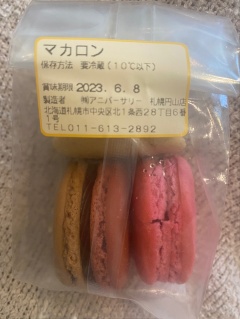 マカロン
保存方法 要冷蔵(10℃以下)
賞味期限 2023. 6. 8
製造者 ㈱アニバーサリー 札幌円山店
北海道札幌市中央区北1条西28丁目6番
1号
TEL011-613-2892